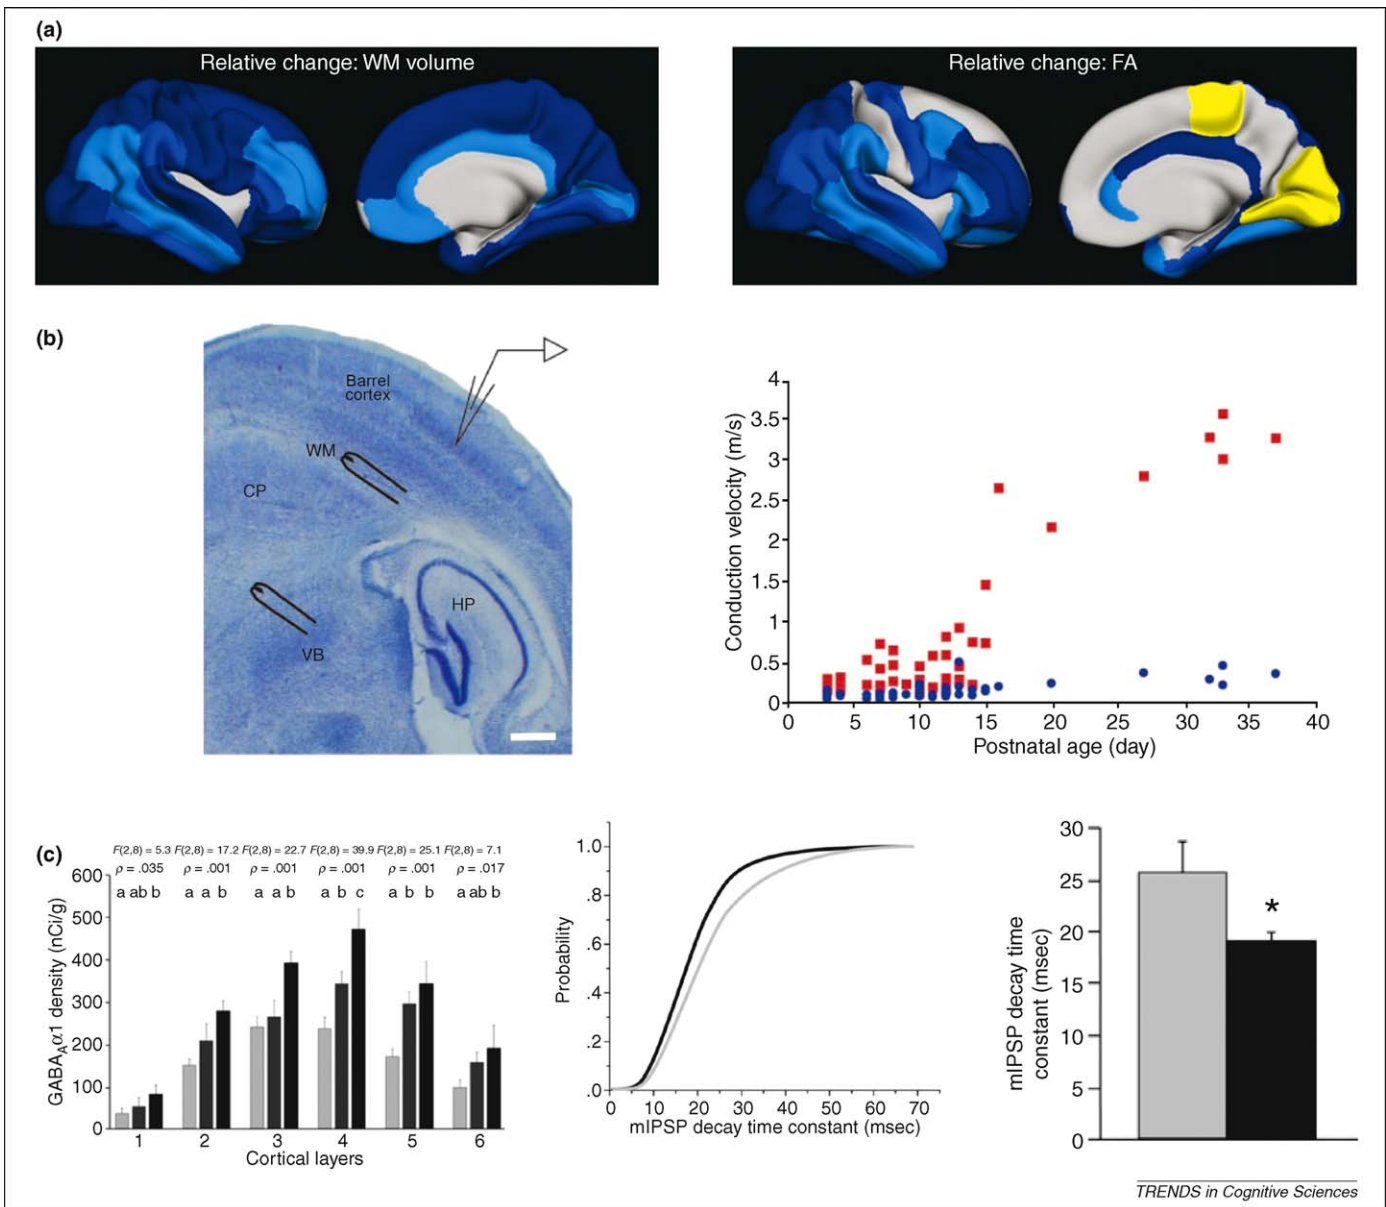 (a)
Relative change: WM volume
Relative change: FA
(b)
Barrel
cortex
WM
CP
HP
VB
4
3.5
3
2.5
2
1.5
1
0.5
0
Conduction velocity (m/s)
0 5 10 15 20 25 30 35 40
Postnatal age (day)
(c)
F(2,8) = 5.3 F(2,8) = 17.2 F(2,8) = 22.7 F(2,8) = 39.9 F(2,8) = 25.1 F(2,8) = 7.1
ρ = .035 ρ = .001 ρ = .001 ρ = .001 ρ = .001 ρ = .017
a ab b a a b a a b a b c a b b a ab b
600
500
400
300
200
100
0
GABAAα1 density (nCi/g)
1 2 3 4 5 6
Cortical layers
1.0
.8
.6
.4
.2
.0
Probability
0 10 20 30 40 50 60 70
mIPSP decay time constant (msec)
30
25
20
15
10
5
0
mIPSP decay time
constant (msec)
*
TRENDS in Cognitive Sciences